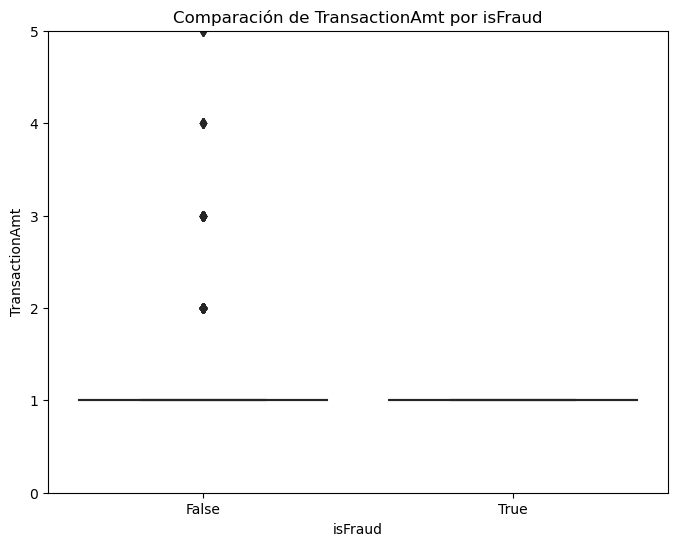 Comparación de TransactionAmt por isFraud
5
4
3
2
1
0
TransactionAmt
False
True
isFraud